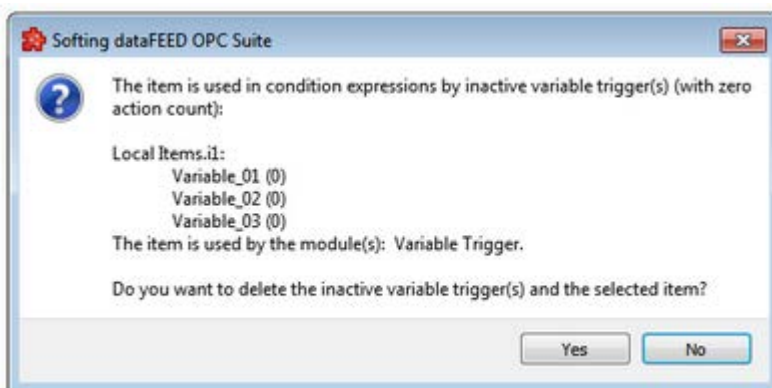 Softing dataFEED OPC Suite
The item is used in condition expressions by inactive variable trigger(s) (with zero
action count):
Local Items.i1:
Variable_01 (0)
Variable_02 (0)
Variable_03 (0)
The item is used by the module(s): Variable Trigger.
Do you want to delete the inactive variable trigger(s) and the selected item?
Yes
No